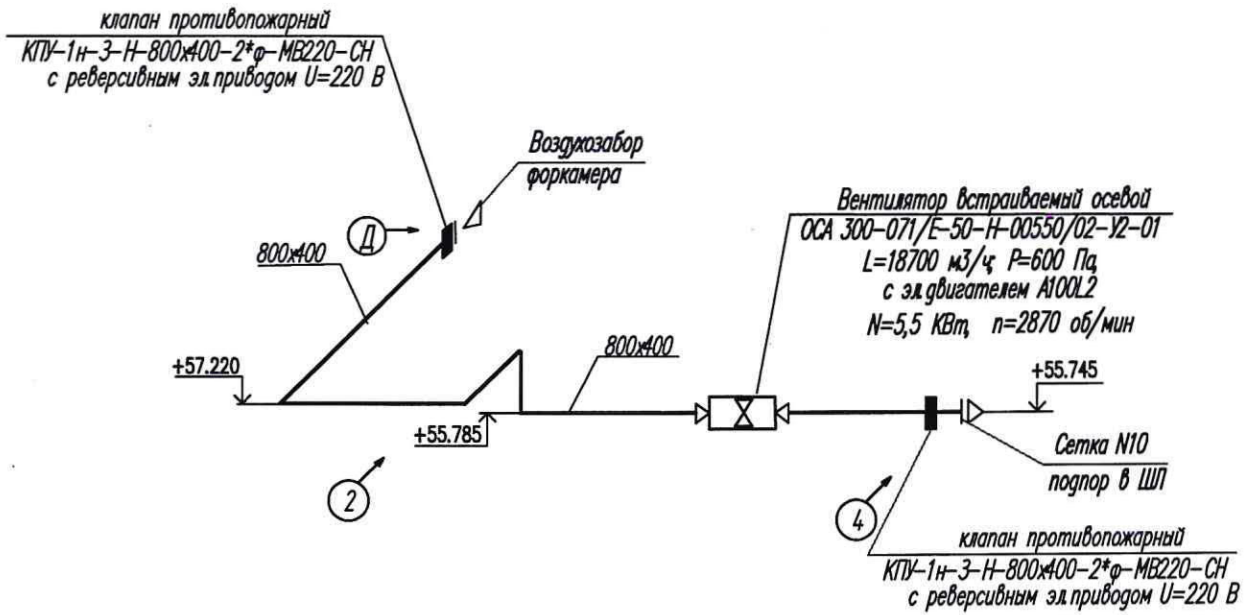 клапан противопожарный
КПУ-1н-З-Н-800х400-2*ф-МВ220-СН
с реверсивным эл.приводом U=220 В
Воздухозабор
форкамера
Д
800х400
Вентилятор встраиваемый осевой
ОСА 300-071/Е-50-Н-00550/02-У2-01
L=18700 м3/ч; Р=600 Па,
с эл.двигателем А100L2
N=5,5 КВт, n=2870 об/мин
+57.220
800х400
+55.745
+55.785
Сетка N10
подпор в ШЛ
2
4
клапан противопожарный
КПУ-1н-З-Н-800х400-2*ф-МВ220-СН
с реверсивным эл.приводом U=220 В